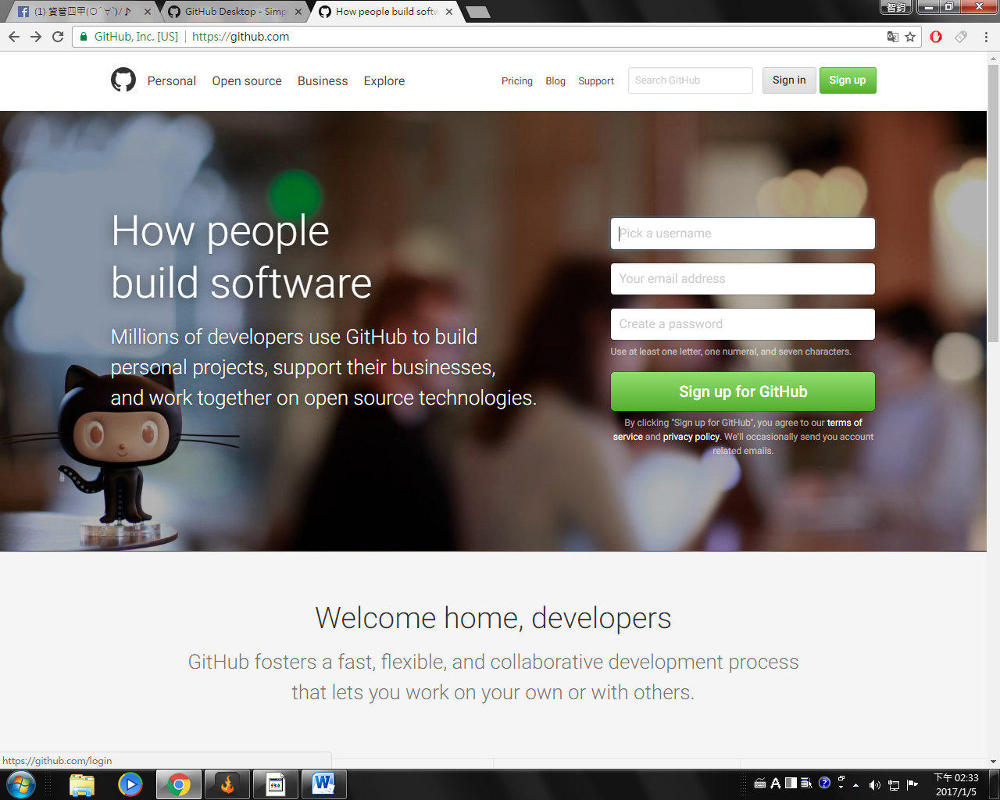 (1) 資管四甲(○ˊ∀ˋ)/♪
GitHub Desktop - Simp
How people build softw
智鈞
GitHub, Inc. [US]
https://github.com
Personal
Open source
Business
Explore
Pricing
Blog
Support
Search GitHub
Sign in
Sign up
How people
build software
Millions of developers use GitHub to build
personal projects, support their businesses,
and work together on open source technologies.
Pick a username
Your email address
Create a password
Use at least one letter, one numeral, and seven characters.
Sign up for GitHub
By clicking "Sign up for GitHub", you agree to our terms of
service and privacy policy. We'll occasionally send you account
related emails.
Welcome home, developers
GitHub fosters a fast, flexible, and collaborative development process
that lets you work on your own or with others.
https://github.com/login
下午 02:33
2017/1/5